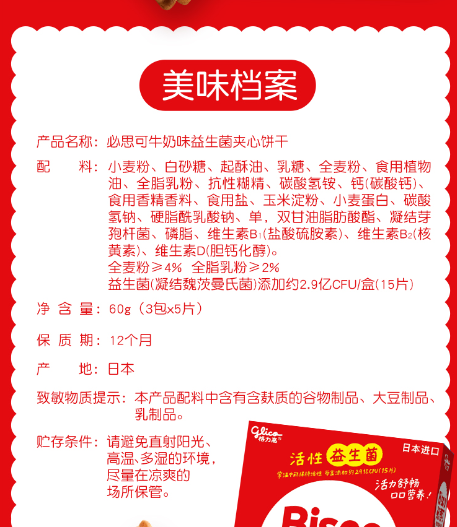 美味档案
产品名称: 必思可牛奶味益生菌夹心饼干
配 料: 小麦粉、白砂糖、起酥油、乳糖、全麦粉、食用植物
油、全脂乳粉、抗性糊精、碳酸氢铵、钙(碳酸钙)、
食用香精香料、食用盐、玉米淀粉、小麦蛋白、碳酸
氢钠、硬脂酰乳酸钠、单，双甘油脂肪酸酯、凝结芽
孢杆菌、磷脂、维生素B₁(盐酸硫胺素)、维生素B₂(核
黄素)、维生素D(胆钙化醇)。
全麦粉≥4% 全脂乳粉≥2%
益生菌(凝结魏茨曼氏菌)添加约2.9亿CFU/盒(15片)
净 含 量: 60g（3包x5片）
保 质 期: 12个月
产 地: 日本
致敏物质提示: 本产品配料中含有含麸质的谷物制品、大豆制品、
乳制品。
贮存条件: 请避免直射阳光、
高温、多湿的环境，
尽量在凉爽的
场所保管。
Glico
格力高
日本进口
活性 益生菌
活力舒畅
口口营养!
Bisco